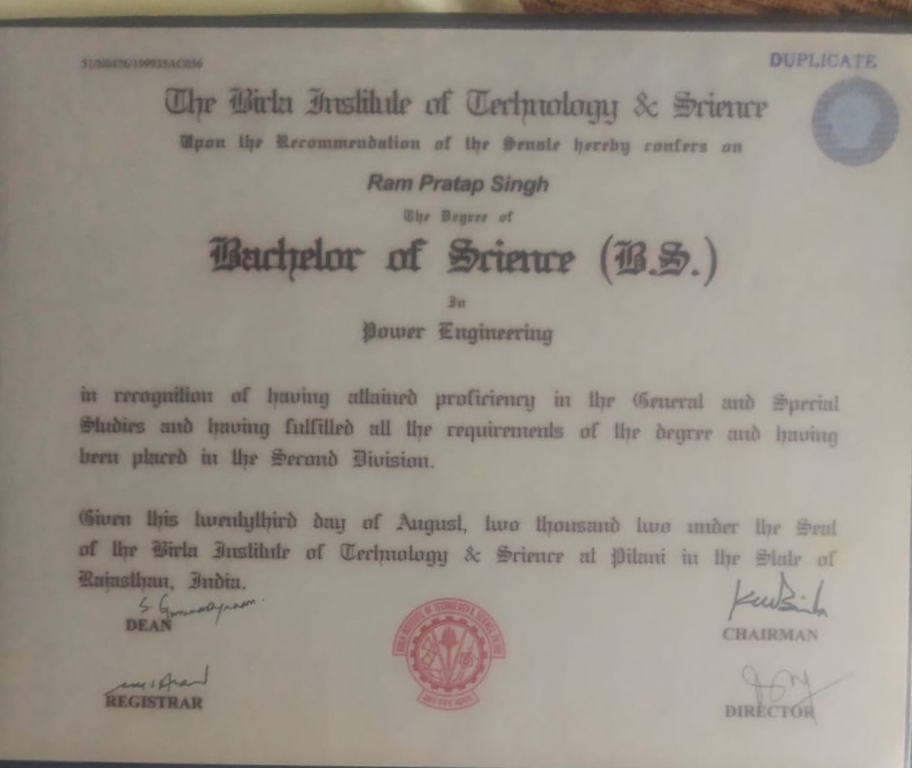 DUPLICATE
The Birla Institute of Technology & Science
Upon the Recommendation of the Senate hereby confers on
Ram Pratap Singh
The Degree of
Bachelor of Science (B.S.)
In
Power Engineering
in recognition of having attained proficiency in the General and Special
Studies and having fulfilled all the requirements of the degree and having
been placed in the Second Division.
Given this twentythird day of August, two thousand two under the Seal
of the Birla Institute of Technology & Science at Pilani in the State of
Rajasthan, India.
DEAN
CHAIRMAN
REGISTRAR
DIRECTOR